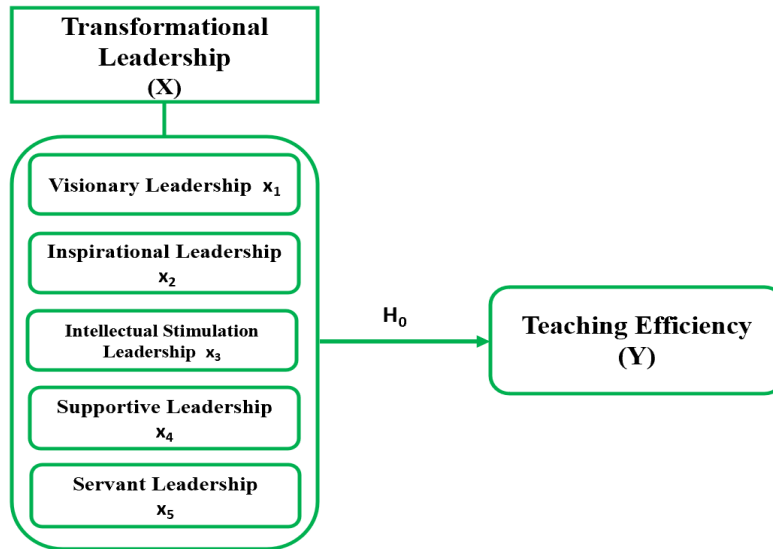 Transformational
Leadership
(X)
Visionary Leadership x₁
Inspirational Leadership
x₂
Intellectual Stimulation
Leadership x₃
Supportive Leadership
x₄
Servant Leadership
x₅
H₀
Teaching Efficiency
(Y)